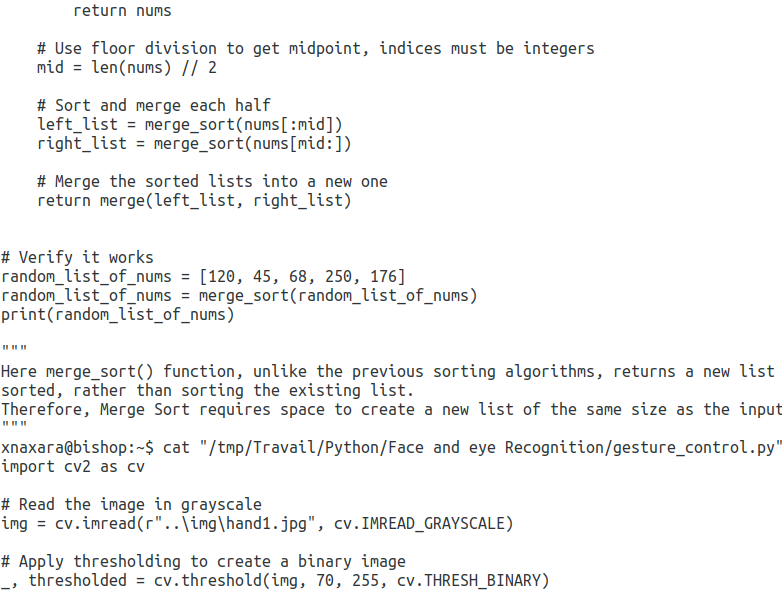 return nums

    # Use floor division to get midpoint, indices must be integers
    mid = len(nums) // 2

    # Sort and merge each half
    left_list = merge_sort(nums[:mid])
    right_list = merge_sort(nums[mid:])

    # Merge the sorted lists into a new one
    return merge(left_list, right_list)


# Verify it works
random_list_of_nums = [120, 45, 68, 250, 176]
random_list_of_nums = merge_sort(random_list_of_nums)
print(random_list_of_nums)

"""
Here merge_sort() function, unlike the previous sorting algorithms, returns a new list
sorted, rather than sorting the existing list.
Therefore, Merge Sort requires space to create a new list of the same size as the input
"""
xnaxara@bishop:~$ cat "/tmp/Travail/Python/Face and eye Recognition/gesture_control.py"
import cv2 as cv

# Read the image in grayscale
img = cv.imread(r"..\img\hand1.jpg", cv.IMREAD_GRAYSCALE)

# Apply thresholding to create a binary image
_, thresholded = cv.threshold(img, 70, 255, cv.THRESH_BINARY)